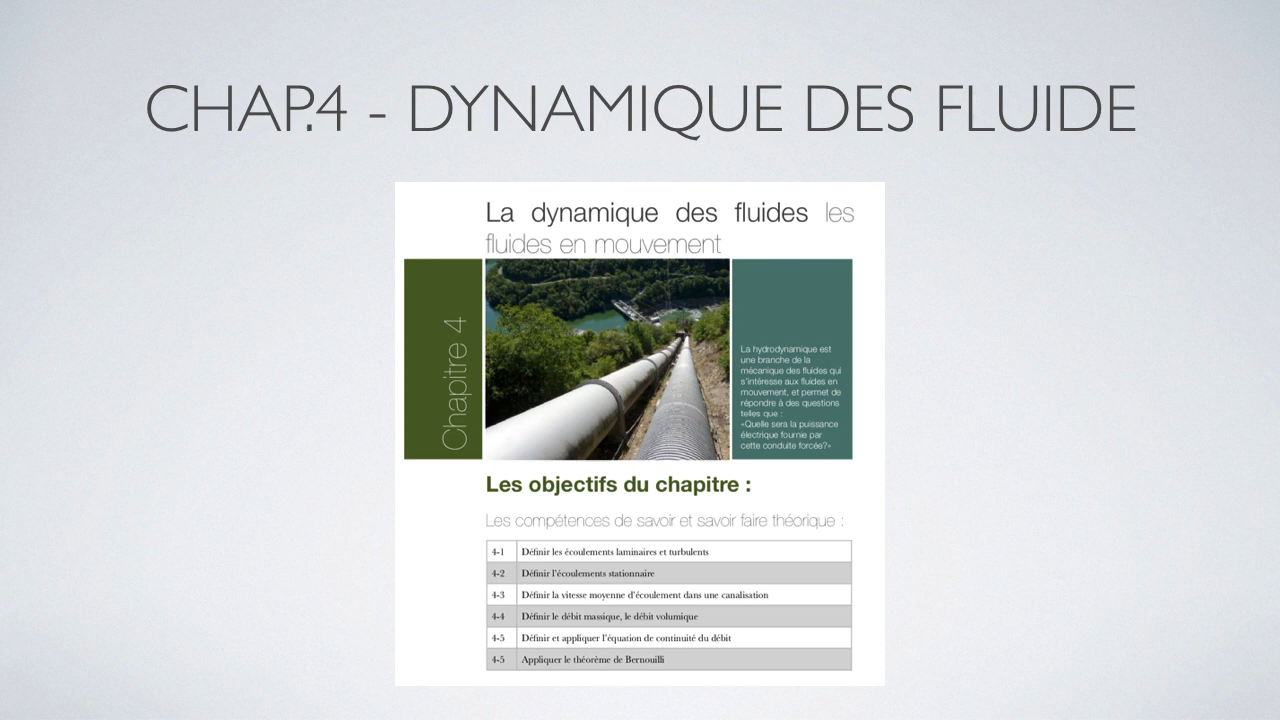 CHAP.4 - DYNAMIQUE DES FLUIDE
La dynamique des fluides les
fluides en mouvement
Chapitre 4
La hydrodynamique est
une branche de la
mécanique des fluides qui
s'intéresse aux fluides en
mouvement, et permet de
répondre à des questions
telles que :
«Quelle sera la puissance
électrique fournie par
cette conduite forcée?»
Les objectifs du chapitre :
Les compétences de savoir et savoir faire théorique :
4-1 Définir les écoulements laminaires et turbulents
4-2 Définir l'écoulements stationnaire
4-3 Définir la vitesse moyenne d'écoulement dans une canalisation
4-4 Définir le débit massique, le débit volumique
4-5 Définir et appliquer l'équation de continuité du débit
4-5 Appliquer le théorème de Bernouilli